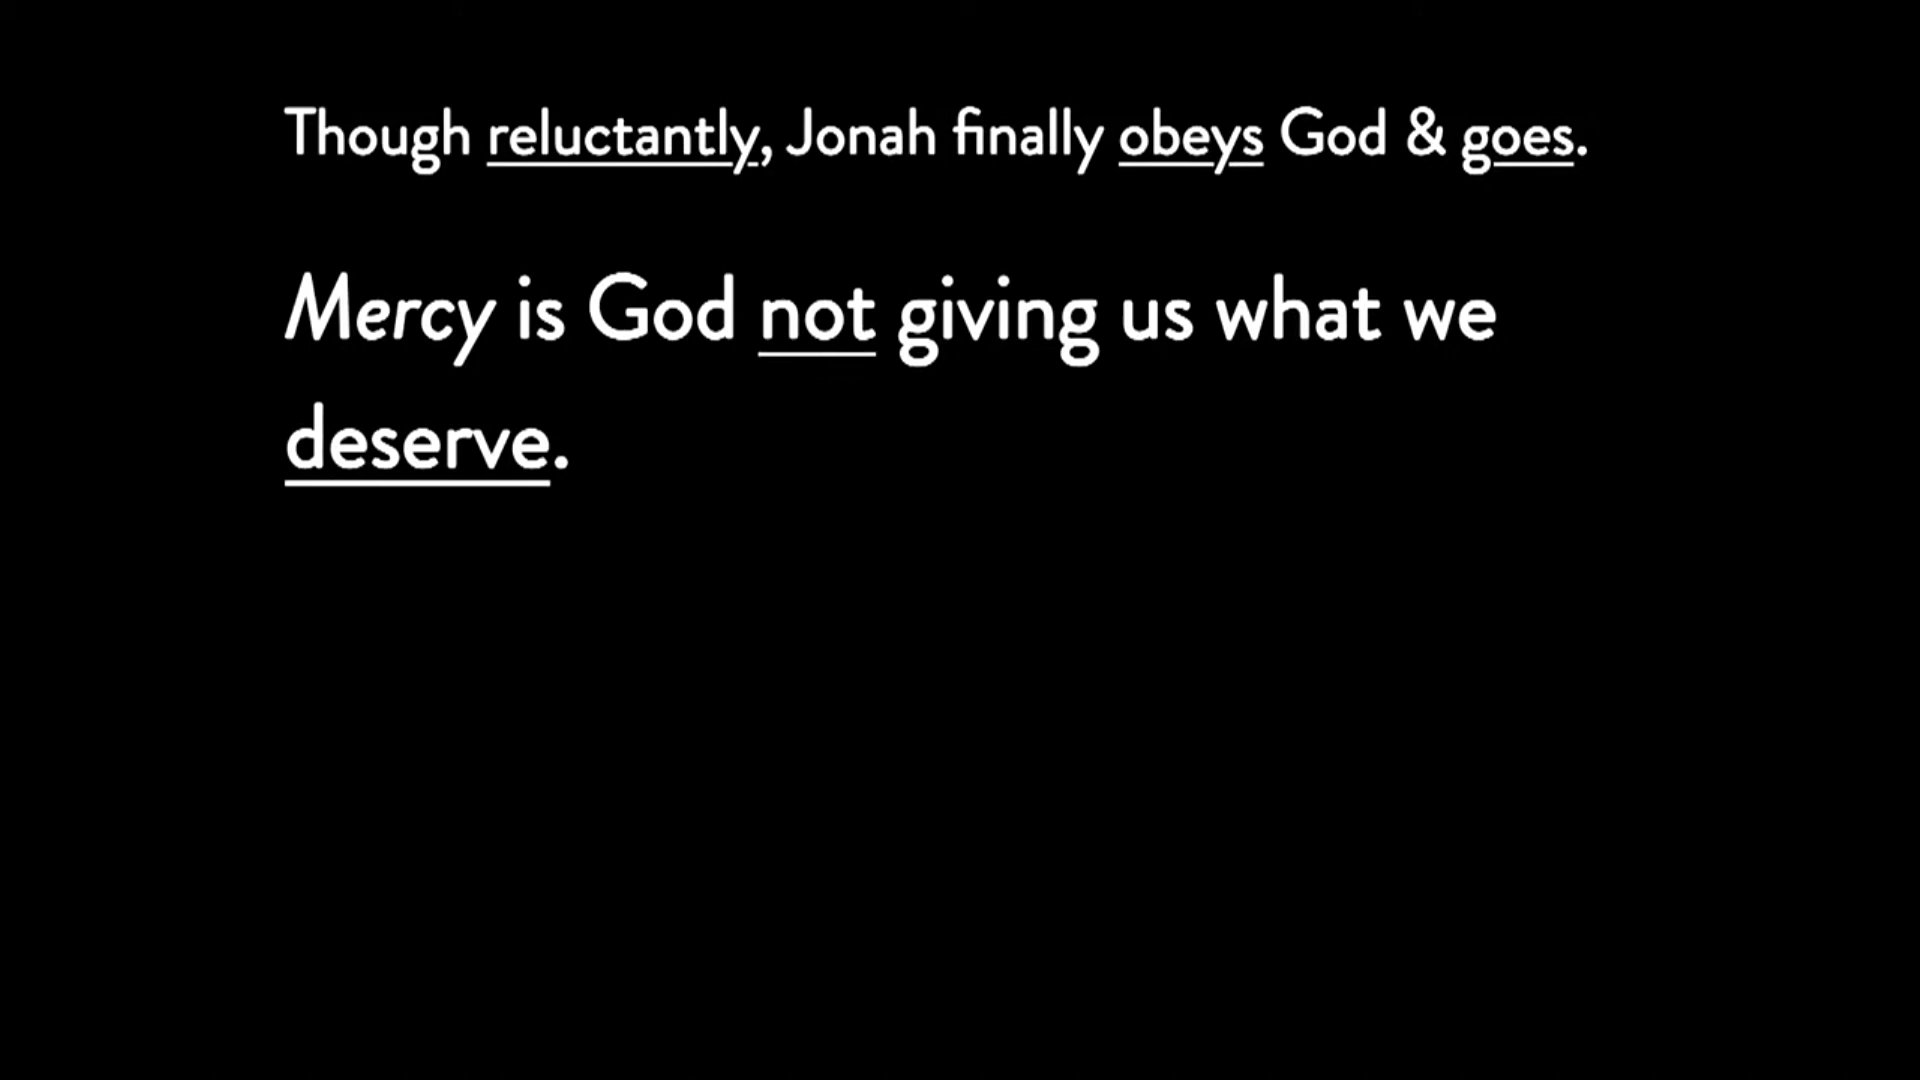 Though reluctantly, Jonah finally obeys God & goes.
Mercy is God not giving us what we
deserve.